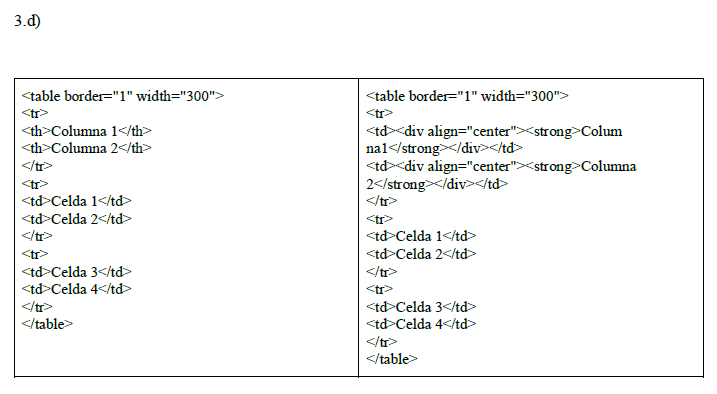 3.d)
<table border="1" width="300">
<tr>
<th>Columna 1</th>
<th>Columna 2</th>
</tr>
<tr>
<td>Celda 1</td>
<td>Celda 2</td>
</tr>
<tr>
<td>Celda 3</td>
<td>Celda 4</td>
</tr>
</table>
<table border="1" width="300">
<tr>
<td><div align="center"><strong>Colum
na1</strong></div></td>
<td><div align="center"><strong>Columna
2</strong></div></td>
</tr>
<tr>
<td>Celda 1</td>
<td>Celda 2</td>
</tr>
<tr>
<td>Celda 3</td>
<td>Celda 4</td>
</tr>
</table>